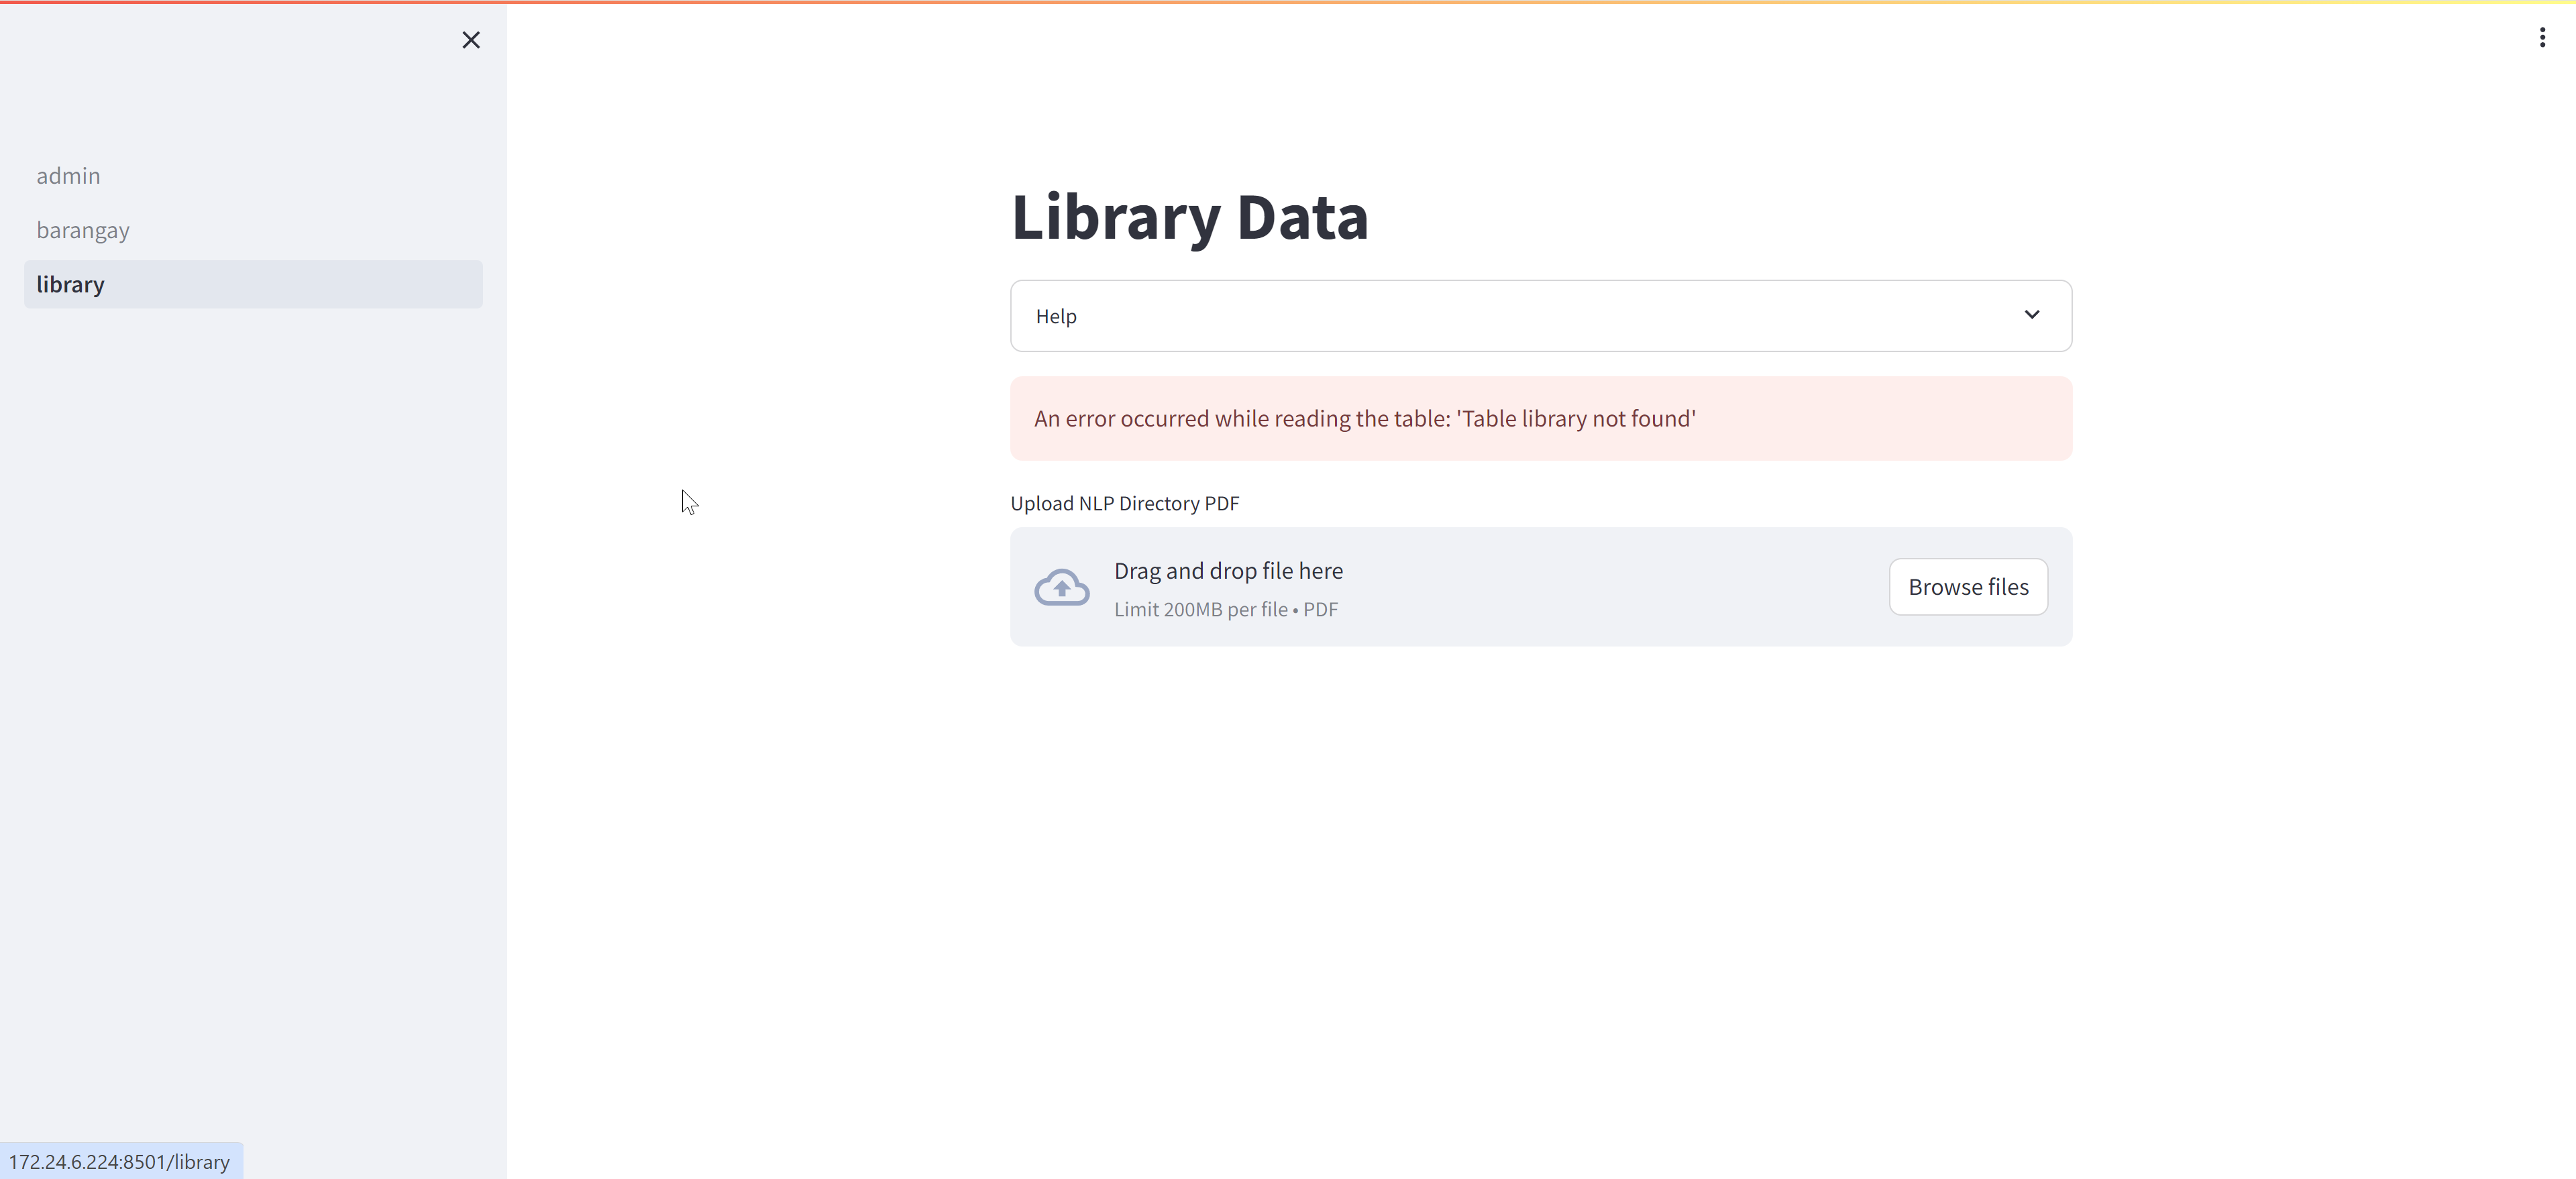 admin
barangay
library
Library Data
Help
An error occurred while reading the table: 'Table library not found'
Upload NLP Directory PDF
Drag and drop file here
Limit 200MB per file • PDF
Browse files
172.24.6.224:8501/library